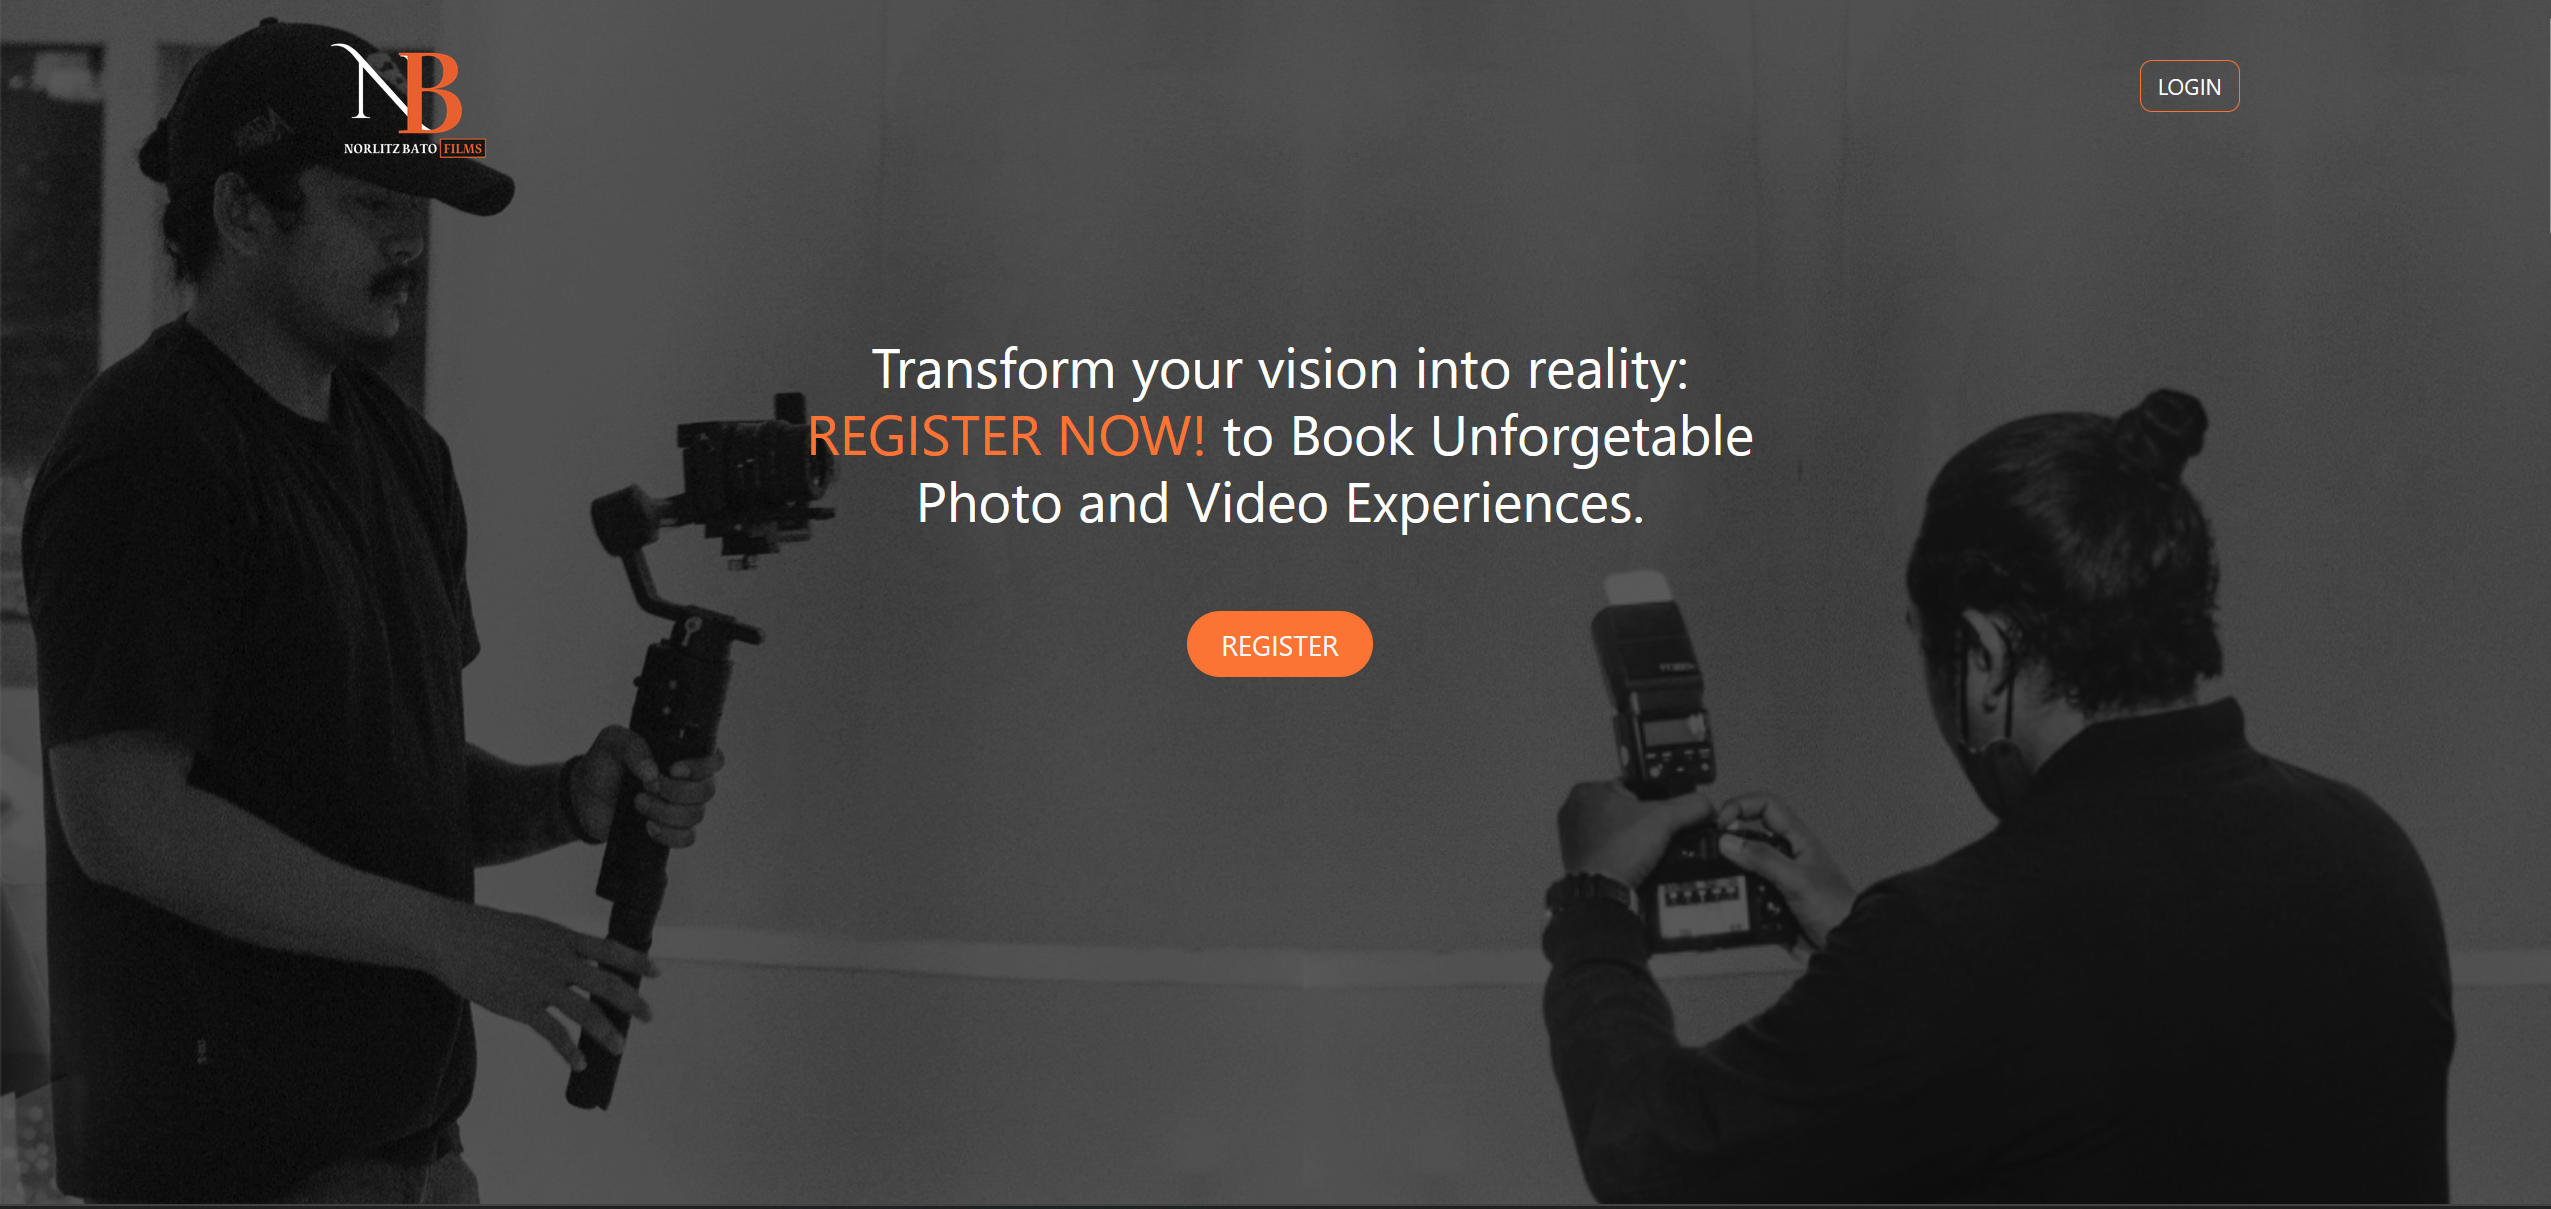 NB
NORLITZ BATO FILMS
LOGIN
Transform your vision into reality:
REGISTER NOW! to Book Unforgetable
Photo and Video Experiences.
REGISTER